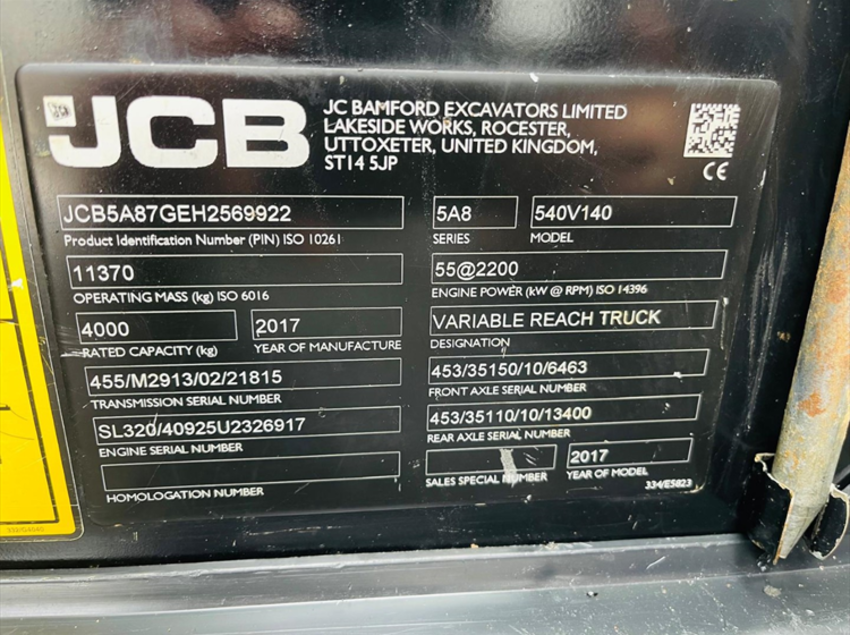 JCB
JC BAMFORD EXCAVATORS LIMITED
LAKESIDE WORKS, ROCESTER,
UTTOXETER, UNITED KINGDOM,
ST14 5JP
CE
JCB5A87GEH2569922
Product Identification Number (PIN) ISO 10261
5A8
SERIES
540V140
MODEL
11370
OPERATING MASS (kg) ISO 6016
55@2200
ENGINE POWER (kW @ RPM) ISO 14396
4000
RATED CAPACITY (kg)
2017
YEAR OF MANUFACTURE
VARIABLE REACH TRUCK
DESIGNATION
455/M2913/02/21815
TRANSMISSION SERIAL NUMBER
453/35150/10/6463
FRONT AXLE SERIAL NUMBER
SL320/40925U2326917
ENGINE SERIAL NUMBER
453/35110/10/13400
REAR AXLE SERIAL NUMBER
HOMOLOGATION NUMBER
SALES SPECIAL NUMBER
2017
YEAR OF MODEL
334/E5823